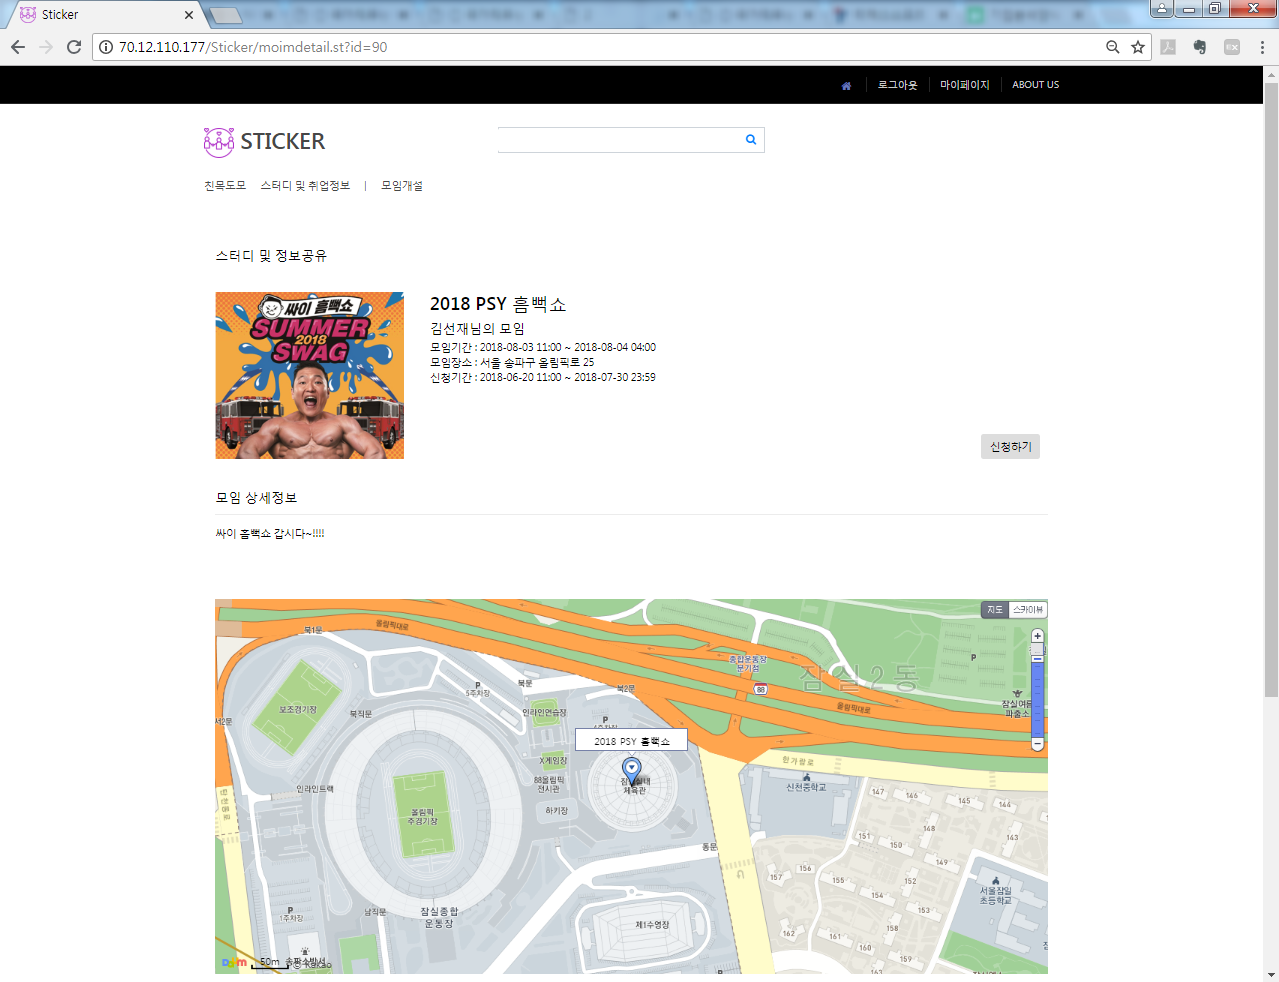 Sticker
70.12.110.177/Sticker/moimdetail.st?id=90
로그아웃
마이페이지
ABOUT US
STICKER
친목도모 스터디 및 취업정보 | 모임개설
스터디 및 정보공유
싸이 흠뻑쇼
SUMMER
2018
SWAG
2018 PSY 흠뻑쇼
김선재님의 모임
모임기간 : 2018-08-03 11:00 ~ 2018-08-04 04:00
모임장소 : 서울 송파구 올림픽로 25
신청기간 : 2018-06-20 11:00 ~ 2018-07-30 23:59
신청하기
모임 상세정보
싸이 흠뻑쇼 갑시다~!!!!
지도
스카이뷰
올림픽대로
북1문
종합운동장
분기점
88
잠실2동
P
잠실여름
파출소
올림픽대로
P
5주차장
북문
북2문
보조경기장
북직문
인라인연습장
P
서2문
2018 PSY 흠뻑쇼
X게임장
88올림픽
전시관
체육관
하키장
인라인트랙
올림픽
주경기장
한가람로
신천중학교
147
146
145
144
148
143
151
149
동문
157
156
155
154
152
서울잠일
초등학교
P
1주차장
남직문
잠실종합
운동장
제1수영장
162
161
160
159
158
163
50m
송파소방서
© Kakao
P